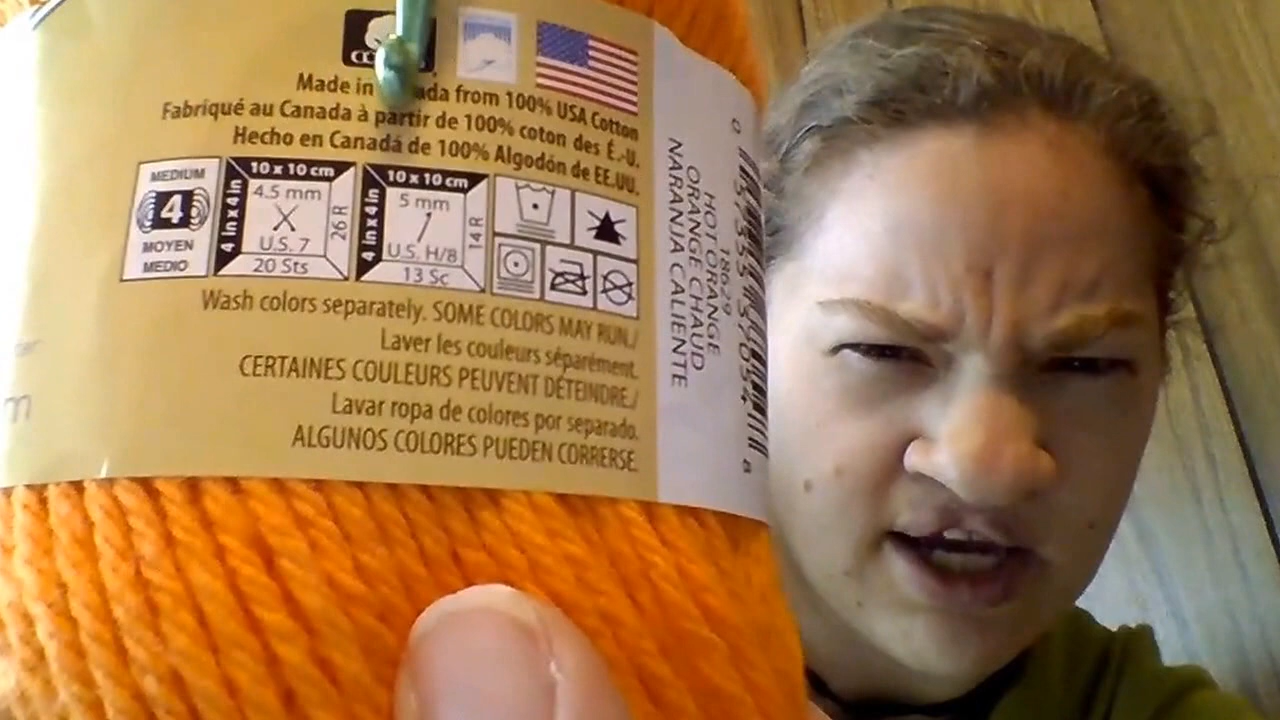 Made in ada from 100% USA Cotton
Fabriqué au Canada à partir de 100% coton des É.-U.
Hecho en Canadá de 100% Algodón de EE.UU.
MEDIUM
4
MOYEN
MEDIO
10 x 10 cm
4 in x 4 in
4.5 mm
26 R
U.S. 7
20 Sts
10 x 10 cm
4 in x 4 in
5 mm
14 R
U.S. H/8
13 Sc
Wash colors separately. SOME COLORS MAY RUN./
Laver les couleurs séparément.
CERTAINES COULEURS PEUVENT DÉTEINDRE./
Lavar ropa de colores por separado.
ALGUNOS COLORES PUEDEN CORRERSE.
18629
HOT ORANGE
ORANGE CHAUD
NARANJA CALIENTE